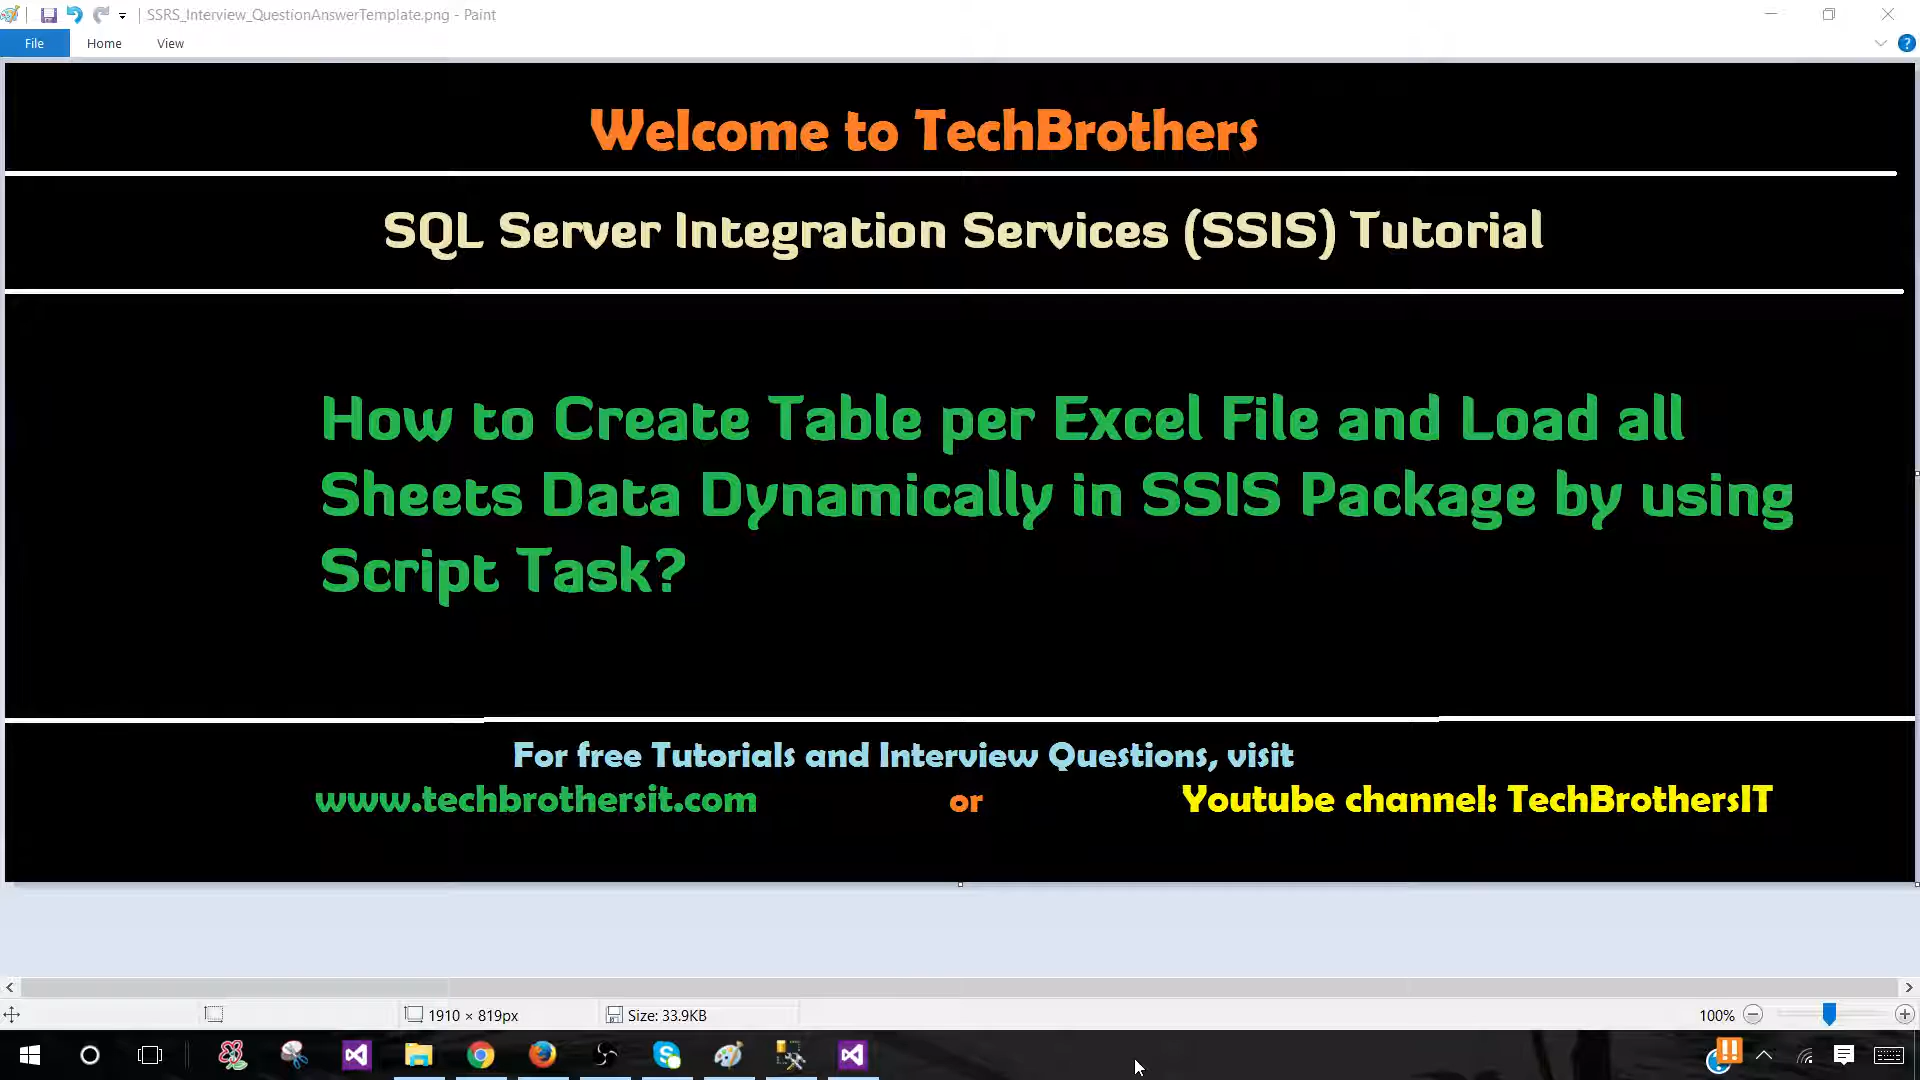 SSRS_Interview_QuestionAnswerTemplate.png - Paint
File Home View
Welcome to TechBrothers
SQL Server Integration Services (SSIS) Tutorial
How to Create Table per Excel File and Load all
Sheets Data Dynamically in SSIS Package by using
Script Task?
For free Tutorials and Interview Questions, visit
www.techbrothersit.com or Youtube channel: TechBrothersIT
1910 × 819px Size: 33.9KB 100%